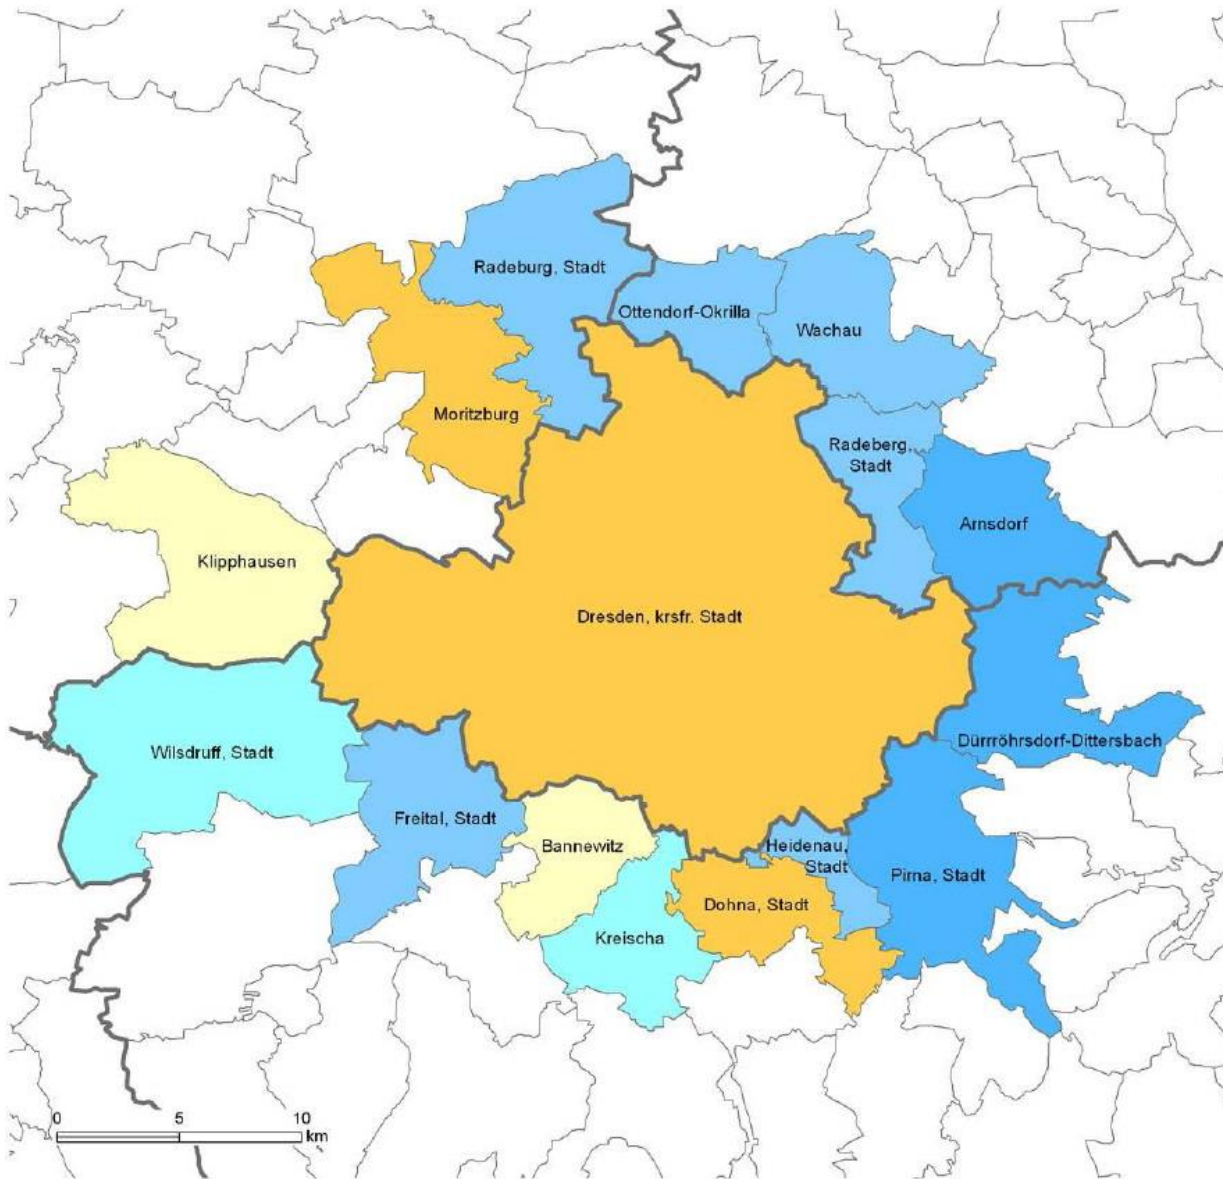 Radeburg, Stadt
Ottendorf-Okrilla
Wachau
Moritzburg
Radeberg,
Stadt
Arnsdorf
Klipphausen
Dresden, krsfr. Stadt
Wilsdruff, Stadt
Dürrröhrsdorf-Dittersbach
Freital, Stadt
Bannewitz
Heidenau,
Stadt
Pirna, Stadt
Dohna, Stadt
Kreischa
0 5 10
km